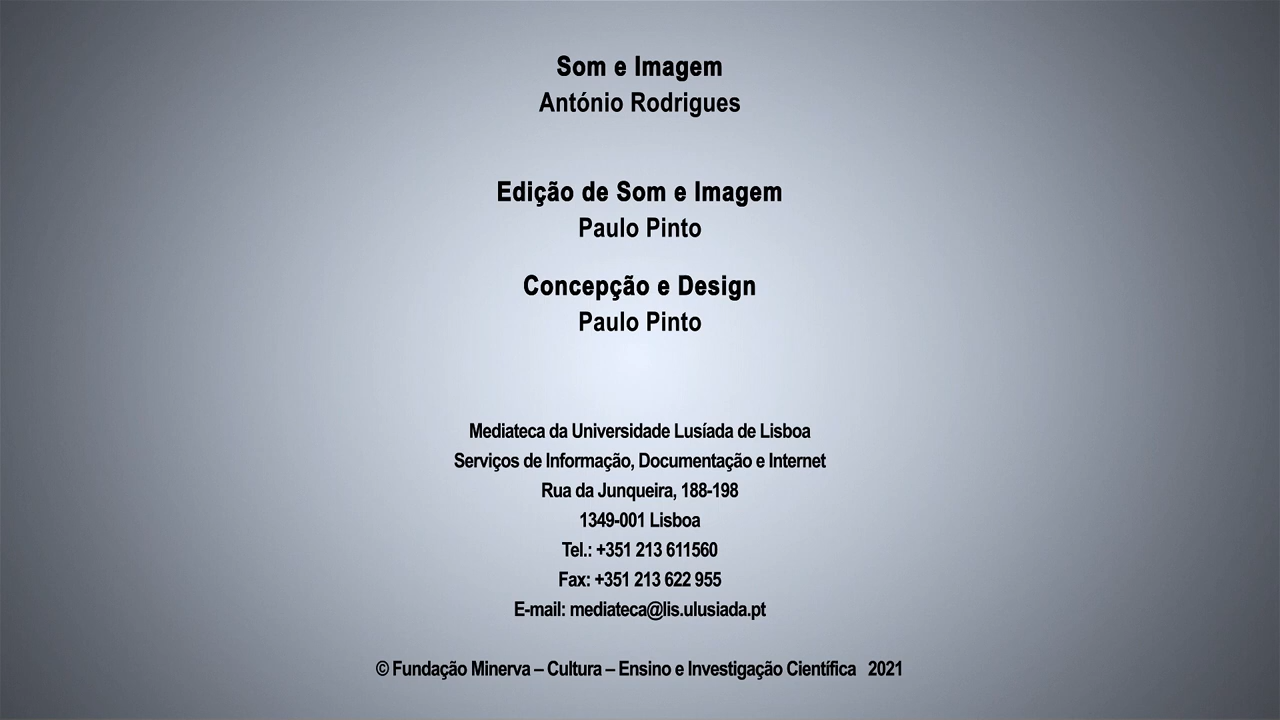 Som e Imagem
António Rodrigues
Edição de Som e Imagem
Paulo Pinto
Concepção e Design
Paulo Pinto
Mediateca da Universidade Lusíada de Lisboa
Serviços de Informação, Documentação e Internet
Rua da Junqueira, 188-198
1349-001 Lisboa
Tel.: +351 213 611560
Fax: +351 213 622 955
E-mail: mediateca@lis.ulusiada.pt
© Fundação Minerva – Cultura – Ensino e Investigação Científica 2021